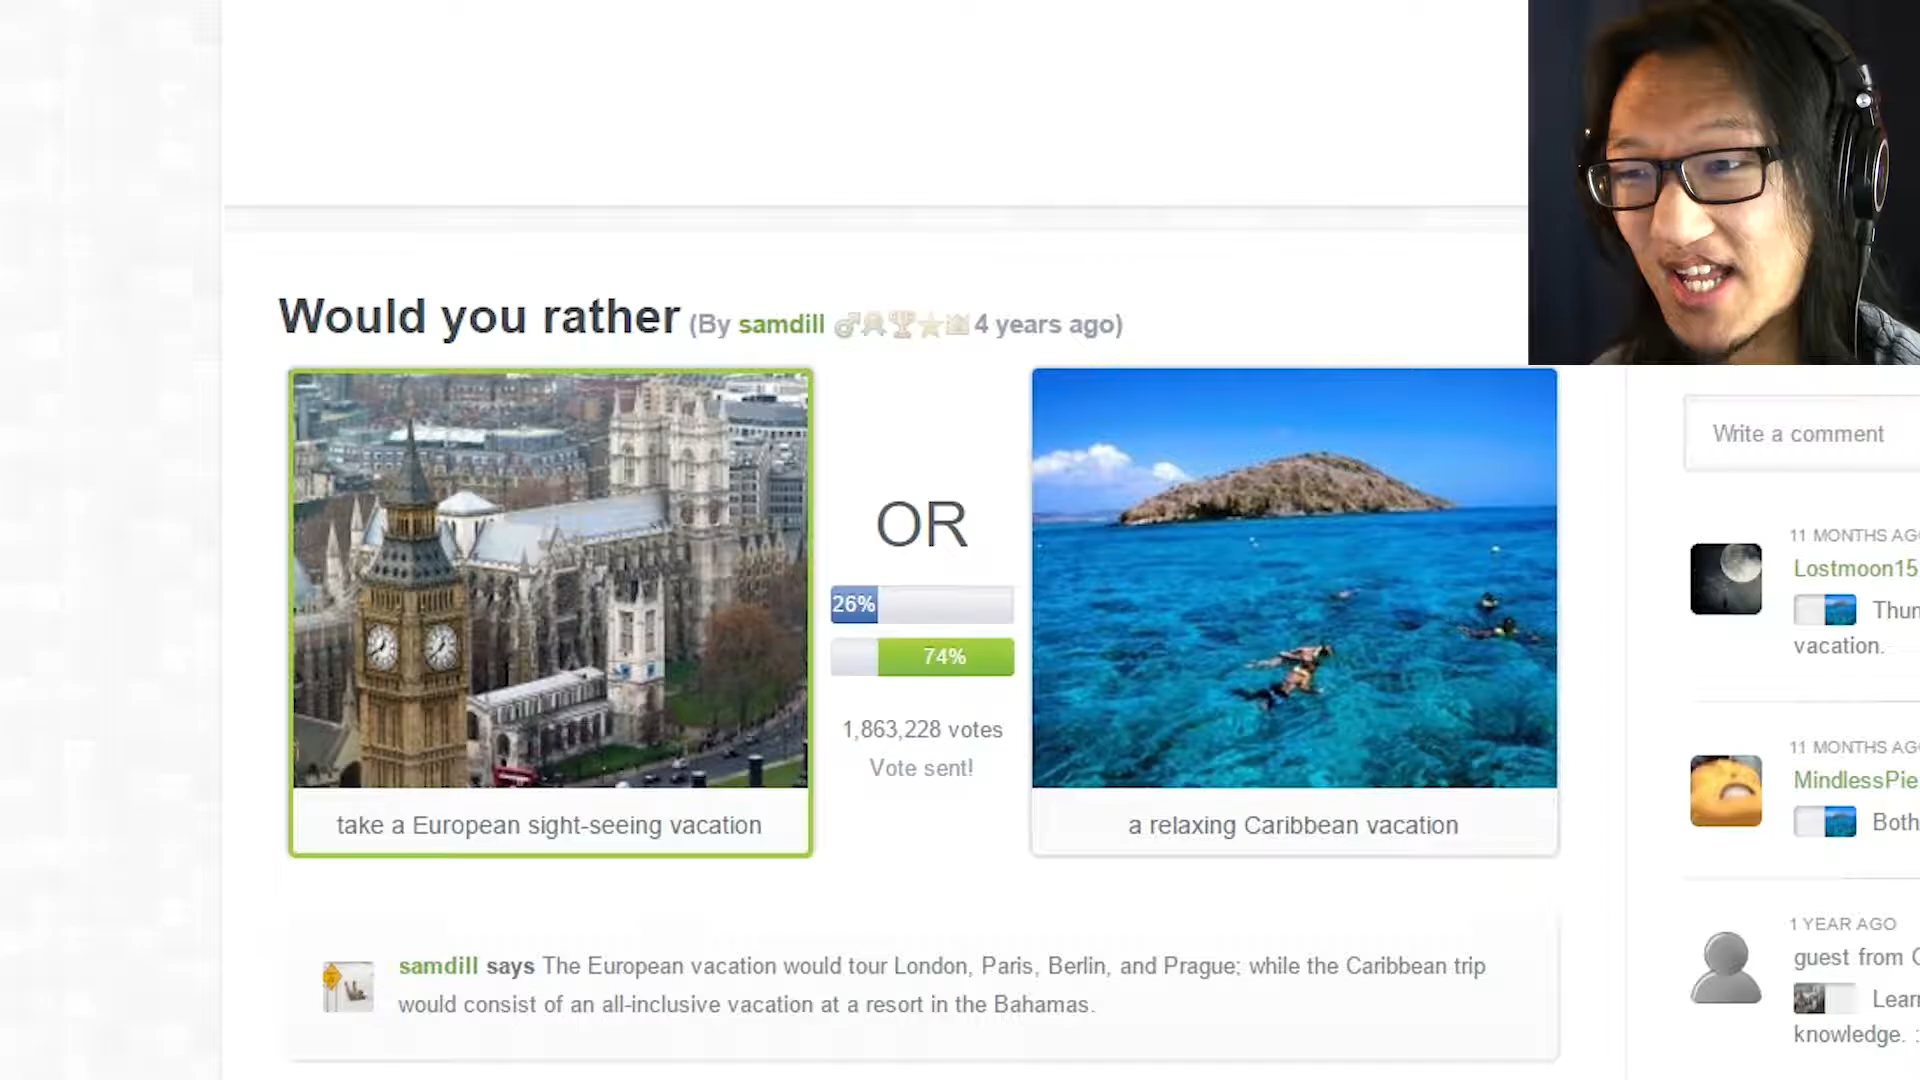 Would you rather (By samdill 4 years ago)
OR
26%
74%
1,863,228 votes
Vote sent!
take a European sight-seeing vacation
a relaxing Caribbean vacation
samdill says The European vacation would tour London, Paris, Berlin, and Prague; while the Caribbean trip
would consist of an all-inclusive vacation at a resort in the Bahamas.
Write a comment
11 MONTHS AGO
Lostmoon15
vacation.
11 MONTHS AGO
MindlessPie
Both
1 YEAR AGO
guest from
knowledge. :